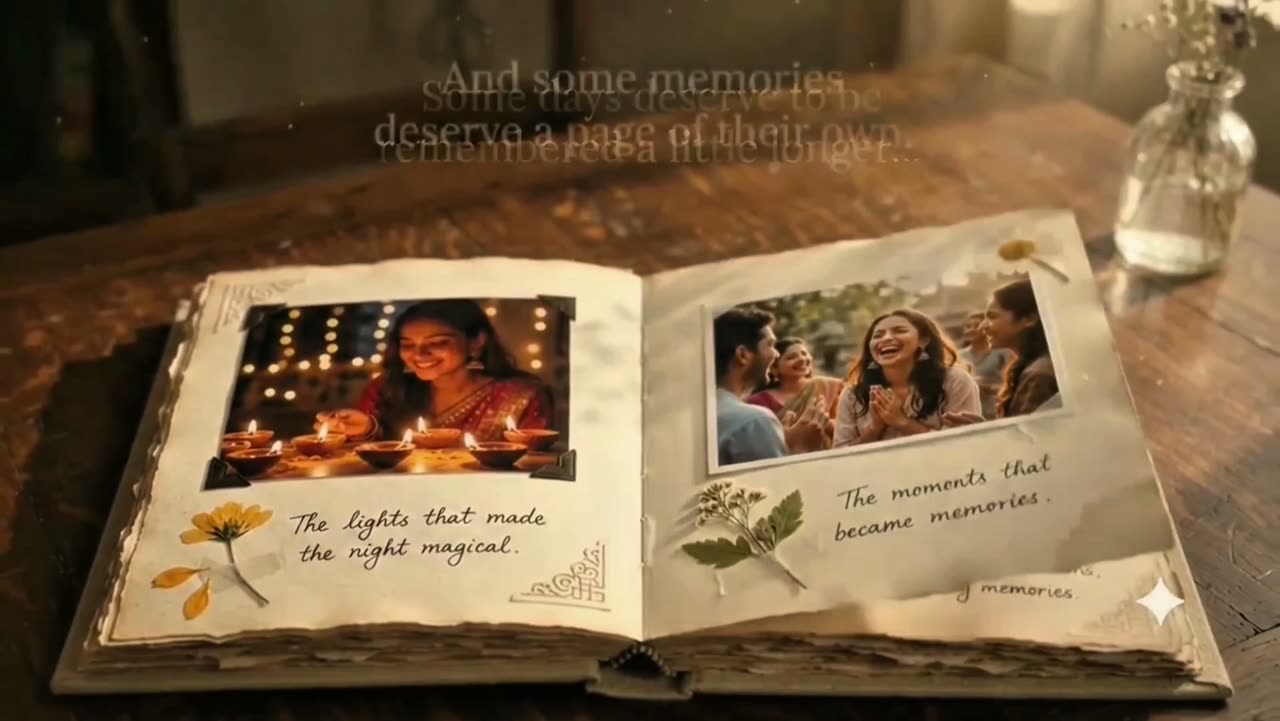 And some memories
Some days deserve to be
deserve a page of their own.
remembered a little longer...
The lights that made
the night magical.
The moments that
became memories.
memories.